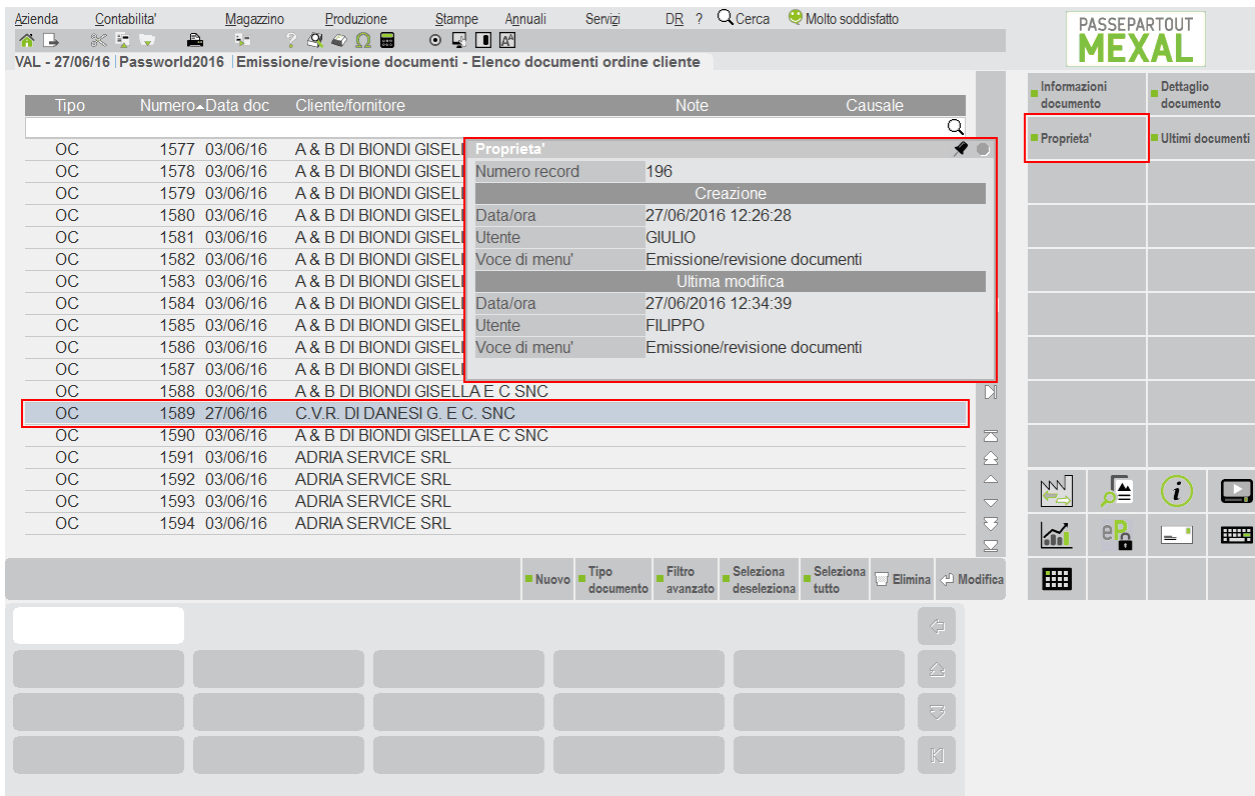 Azienda Contabilita' Magazzino Produzione Stampe Annuali Servizi DR ? Cerca Molto soddisfatto
VAL - 27/06/16 | Passworld2016 | Emissione/revisione documenti - Elenco documenti ordine cliente
PASSEPARTOUT
MEXAL
Tipo Numero Data doc Cliente/fornitore Note Causale
OC 1577 03/06/16 A & B DI BIONDI GISELL
OC 1578 03/06/16 A & B DI BIONDI GISELL
OC 1579 03/06/16 A & B DI BIONDI GISELL
OC 1580 03/06/16 A & B DI BIONDI GISELL
OC 1581 03/06/16 A & B DI BIONDI GISELL
OC 1582 03/06/16 A & B DI BIONDI GISELL
OC 1583 03/06/16 A & B DI BIONDI GISELL
OC 1584 03/06/16 A & B DI BIONDI GISELL
OC 1585 03/06/16 A & B DI BIONDI GISELL
OC 1586 03/06/16 A & B DI BIONDI GISELL
OC 1587 03/06/16 A & B DI BIONDI GISELL
OC 1588 03/06/16 A & B DI BIONDI GISELLA E C SNC
OC 1589 27/06/16 C.V.R. DI DANESI G. E C. SNC
OC 1590 03/06/16 A & B DI BIONDI GISELLA E C SNC
OC 1591 03/06/16 ADRIA SERVICE SRL
OC 1592 03/06/16 ADRIA SERVICE SRL
OC 1593 03/06/16 ADRIA SERVICE SRL
OC 1594 03/06/16 ADRIA SERVICE SRL
Proprieta'
Numero record 196
Creazione
Data/ora 27/06/2016 12:26:28
Utente GIULIO
Voce di menu' Emissione/revisione documenti
Ultima modifica
Data/ora 27/06/2016 12:34:39
Utente FILIPPO
Voce di menu' Emissione/revisione documenti
Informazioni
documento
Dettaglio
documento
Proprieta'
Ultimi documenti
Nuovo
Tipo
documento
Filtro
avanzato
Seleziona
deseleziona
Seleziona
tutto
Elimina
Modifica